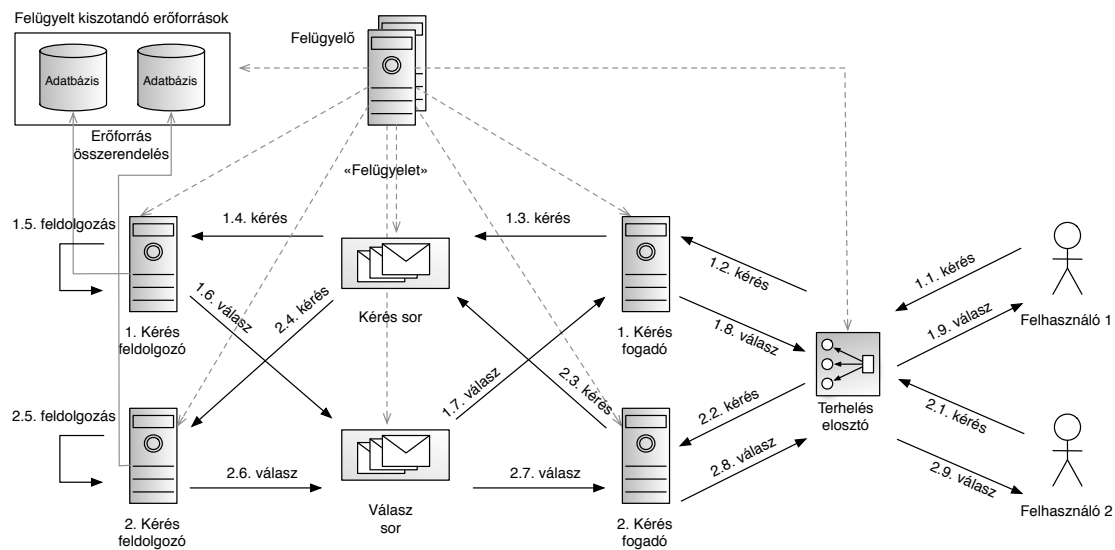 Felügyelt kiszotandó erőforrások
Felügyelő
Adatbázis
Adatbázis
Erőforrás
összerendelés
«Felügyelet»
1.5. feldolgozás
1.4. kérés
1.3. kérés
1.2. kérés
1.1. kérés
1.6. válasz
2.4. kérés
Kérés sor
1. Kérés
feldolgozó
1. Kérés
fogadó
1.8. válasz
1.9. válasz
Felhasználó 1
1.7. válasz
2.3. kérés
2.2. kérés
Terhelés
elosztó
2.1. kérés
2.5. feldolgozás
2.6. válasz
2.7. válasz
2.8. válasz
2.9. válasz
2. Kérés
feldolgozó
Válasz
sor
2. Kérés
fogadó
Felhasználó 2